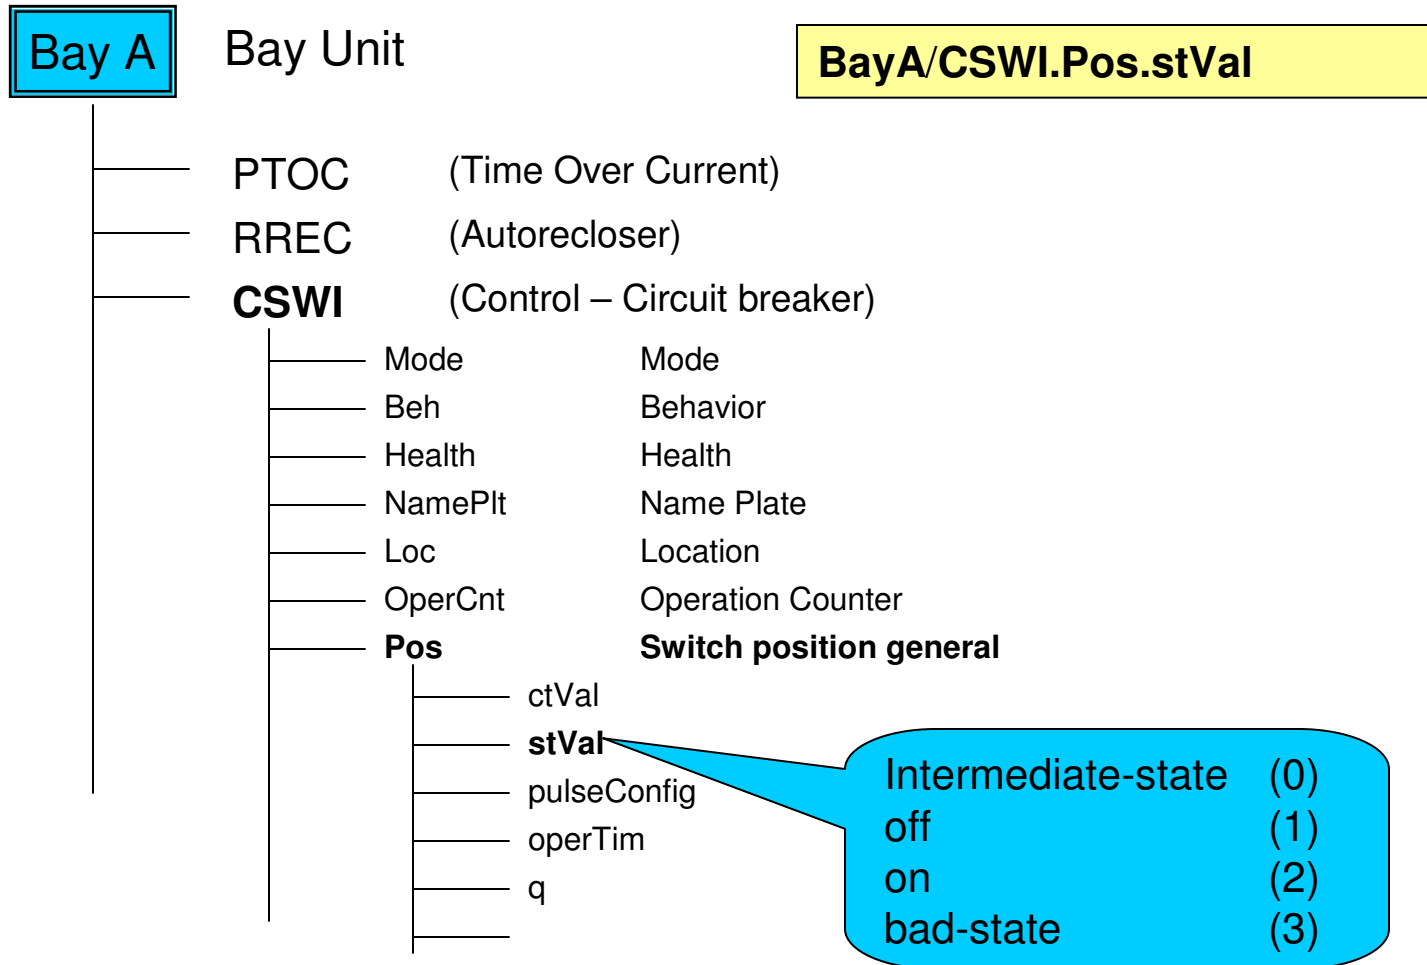 Bay A Bay Unit BayA/CSWI.Pos.stVal
PTOC (Time Over Current)
RREC (Autorecloser)
CSWI (Control – Circuit breaker)
Mode Mode
Beh Behavior
Health Health
NamePlt Name Plate
Loc Location
OperCnt Operation Counter
Pos Switch position general
ctVal
stVal
pulseConfig
operTim
q
Intermediate-state (0)
off (1)
on (2)
bad-state (3)